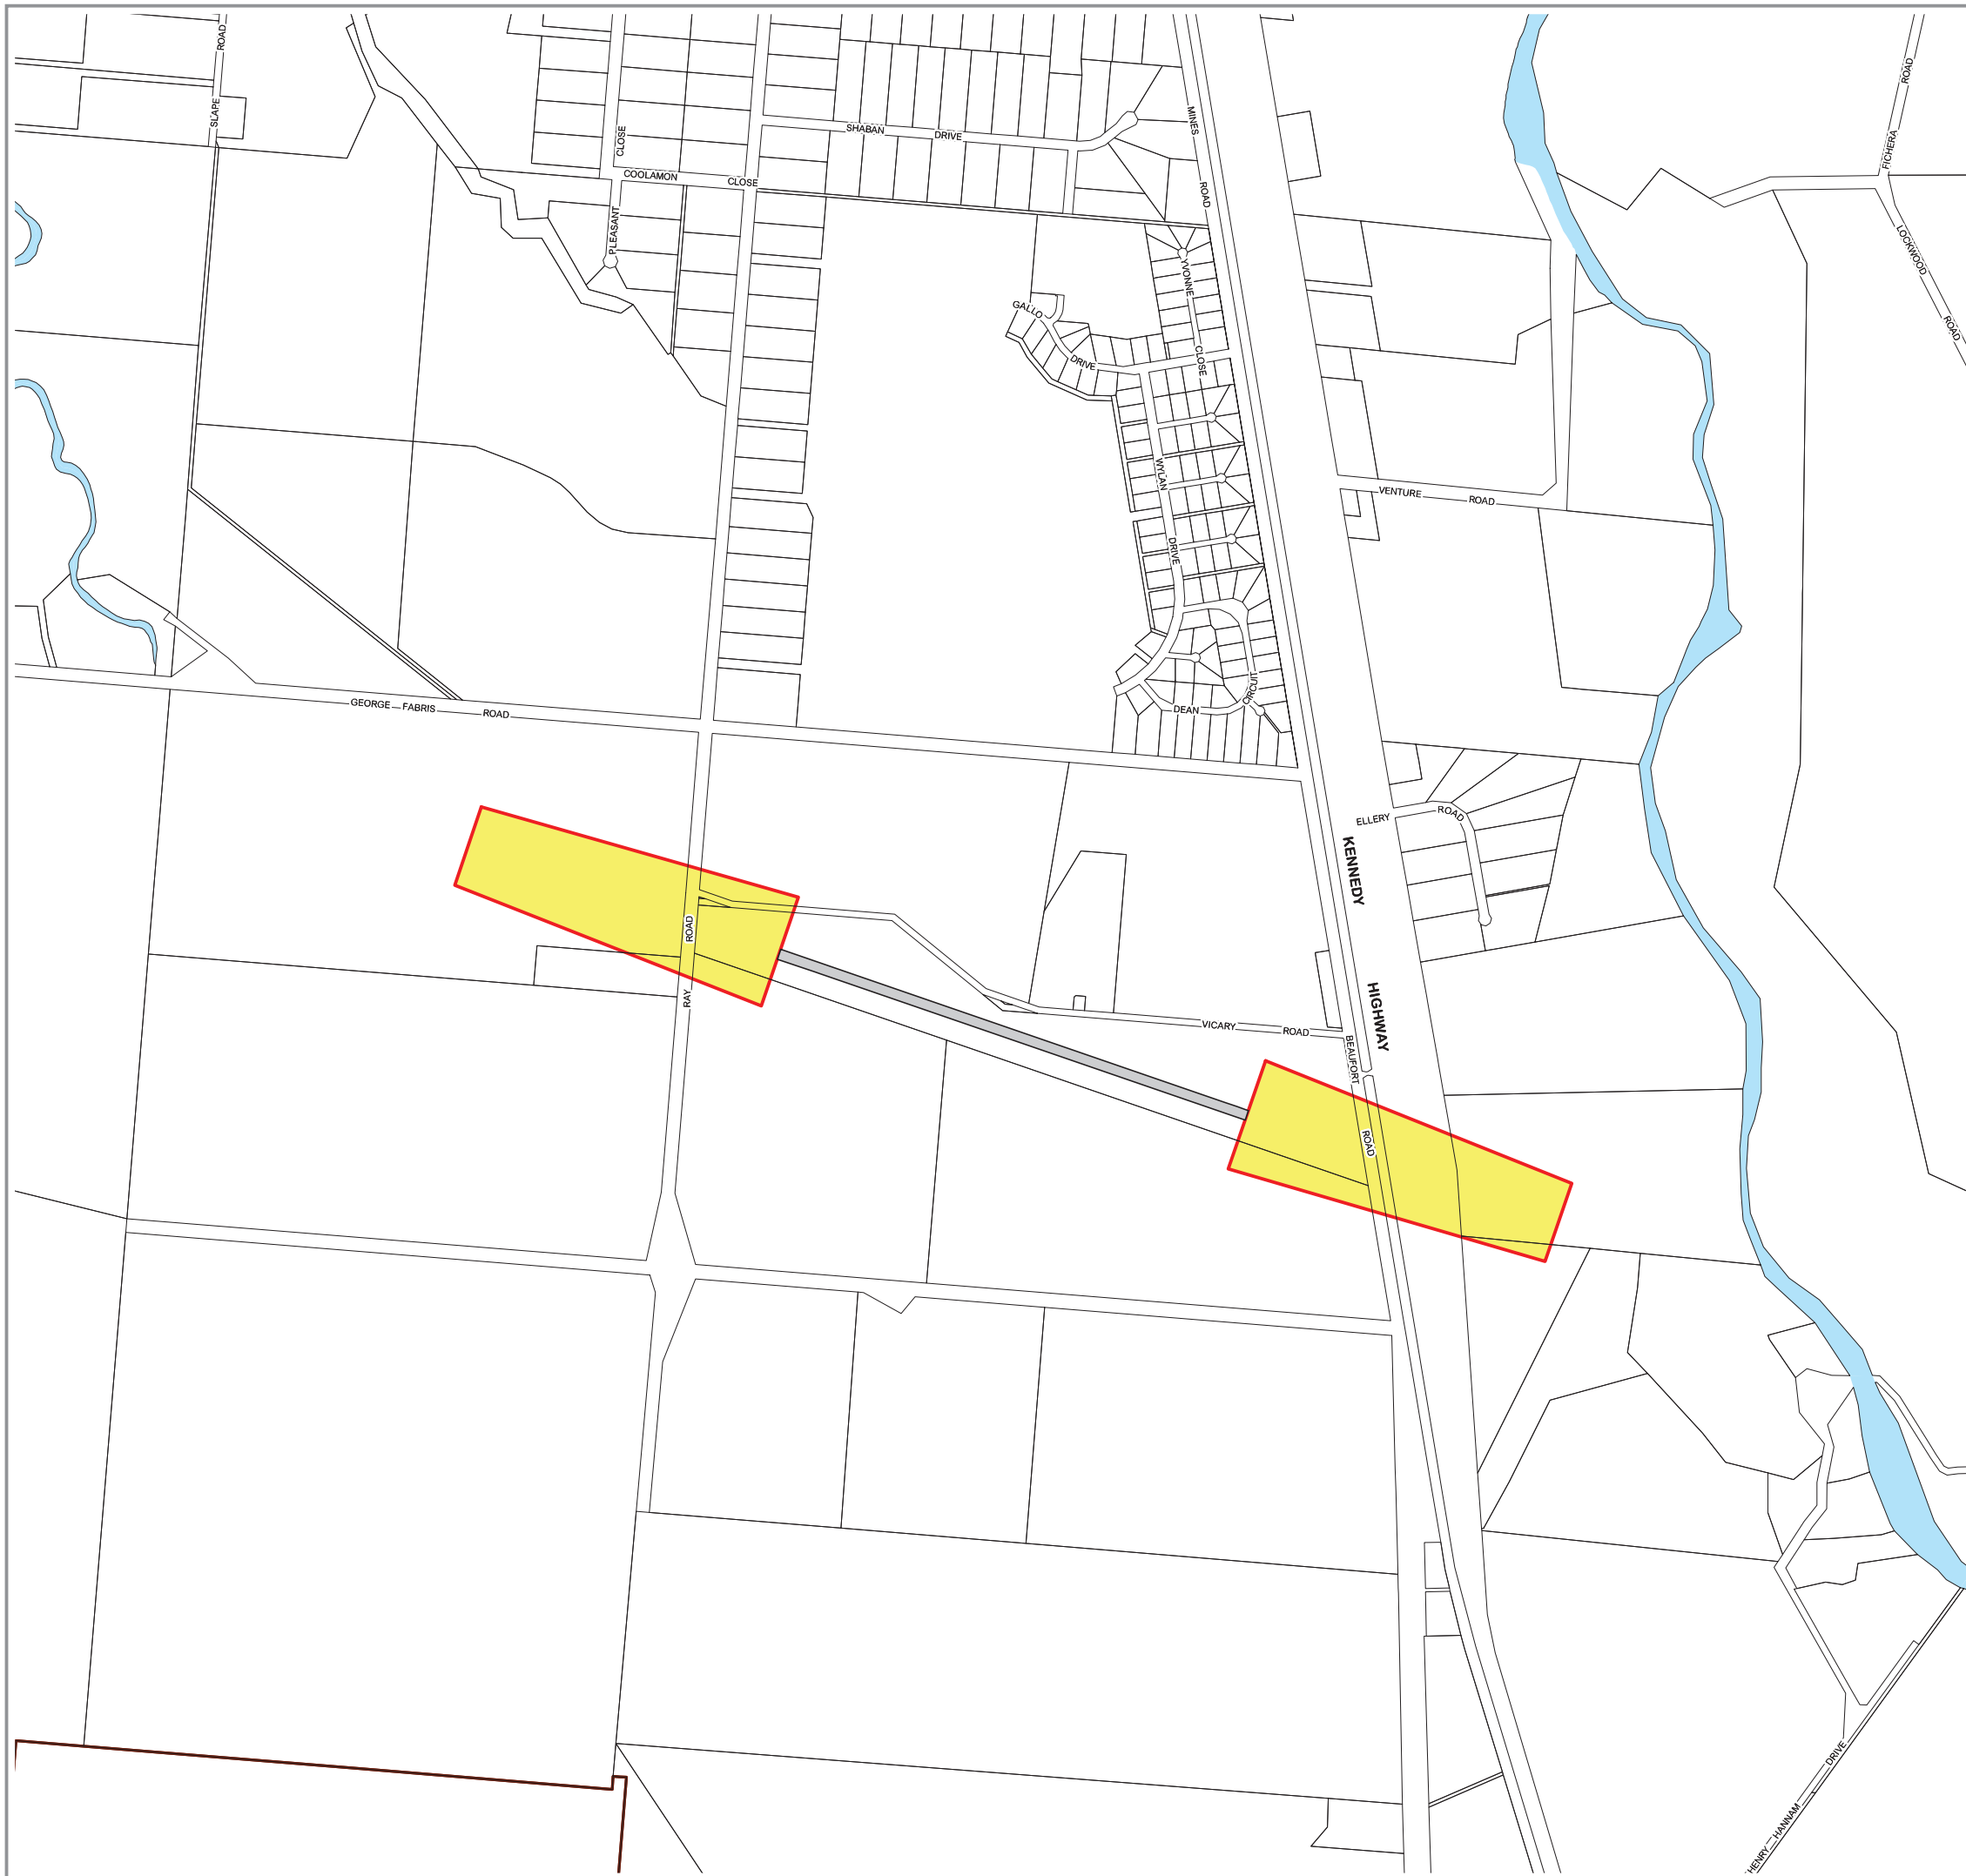 SLAPE ROAD
PLEASANT CLOSE
SHABAN DRIVE
COOLAMON CLOSE
MINES ROAD
FICHERA ROAD
LOCKWOOD ROAD
YVONNE CLOSE
GALLO DRIVE
WYLAN DRIVE
VENTURE ROAD
DEAN CIRCUIT
GEORGE FABRIS ROAD
ELLERY ROAD
KENNEDY HIGHWAY
RAY ROAD
VICARY ROAD
BEAUFORT ROAD
HENRY HANNAM DRIVE